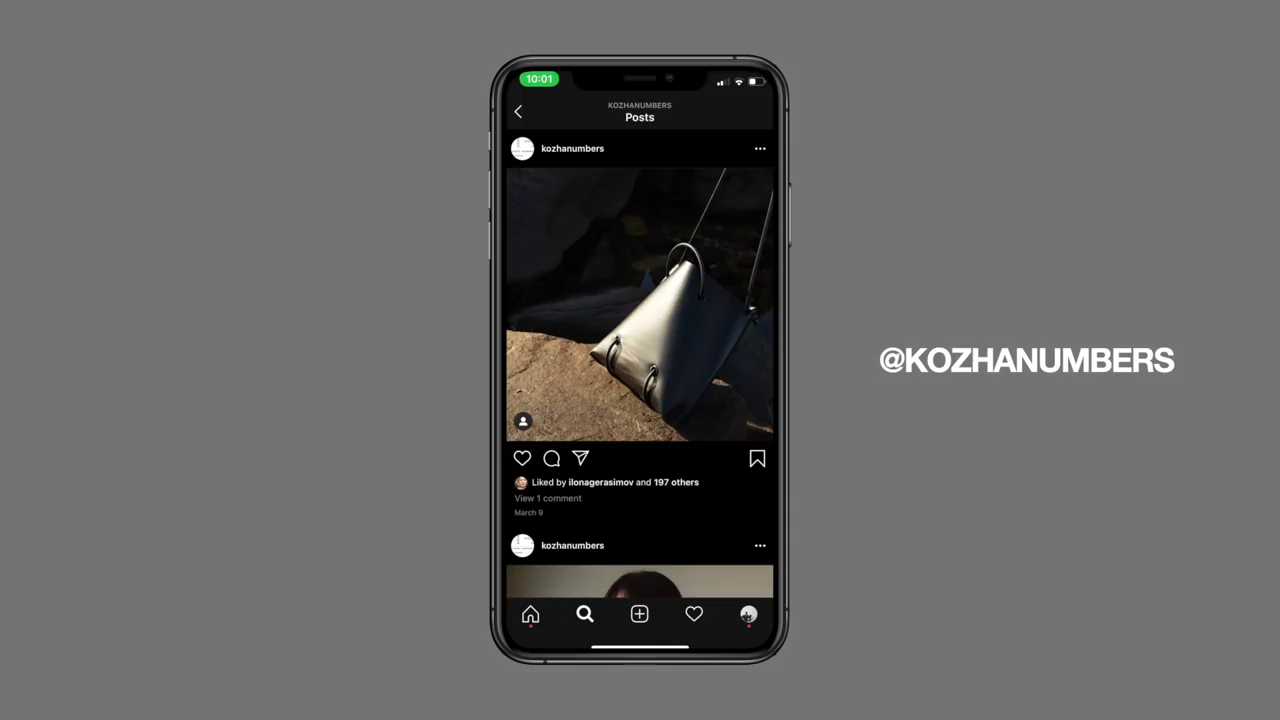 10:01
KOZHANUMBERS
Posts
kozhanumbers
@KOZHANUMBERS
Liked by ilonagerasimov and 197 others
View 1 comment
March 9
kozhanumbers